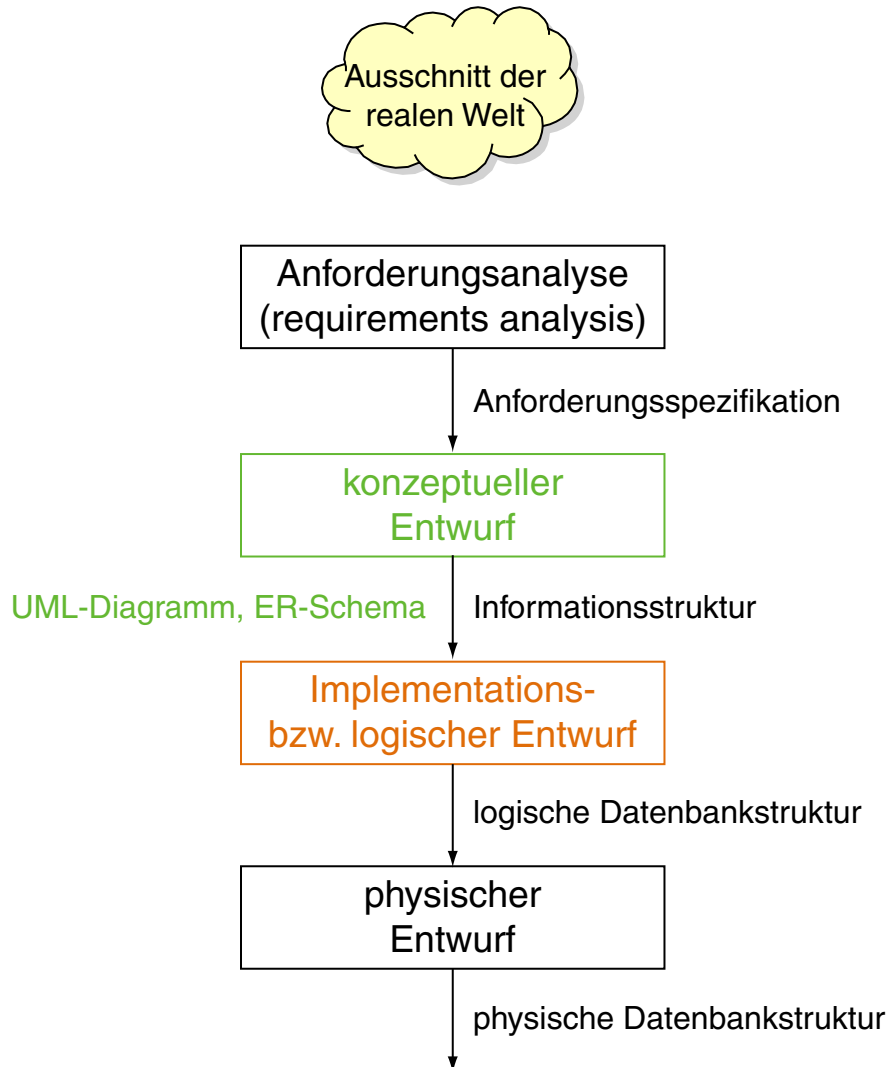 Ausschnitt der
realen Welt
Anforderungsanalyse
(requirements analysis)
Anforderungsspezifikation
konzeptueller
Entwurf
UML-Diagramm, ER-Schema
Informationsstruktur
Implementations-
bzw. logischer Entwurf
logische Datenbankstruktur
physischer
Entwurf
physische Datenbankstruktur